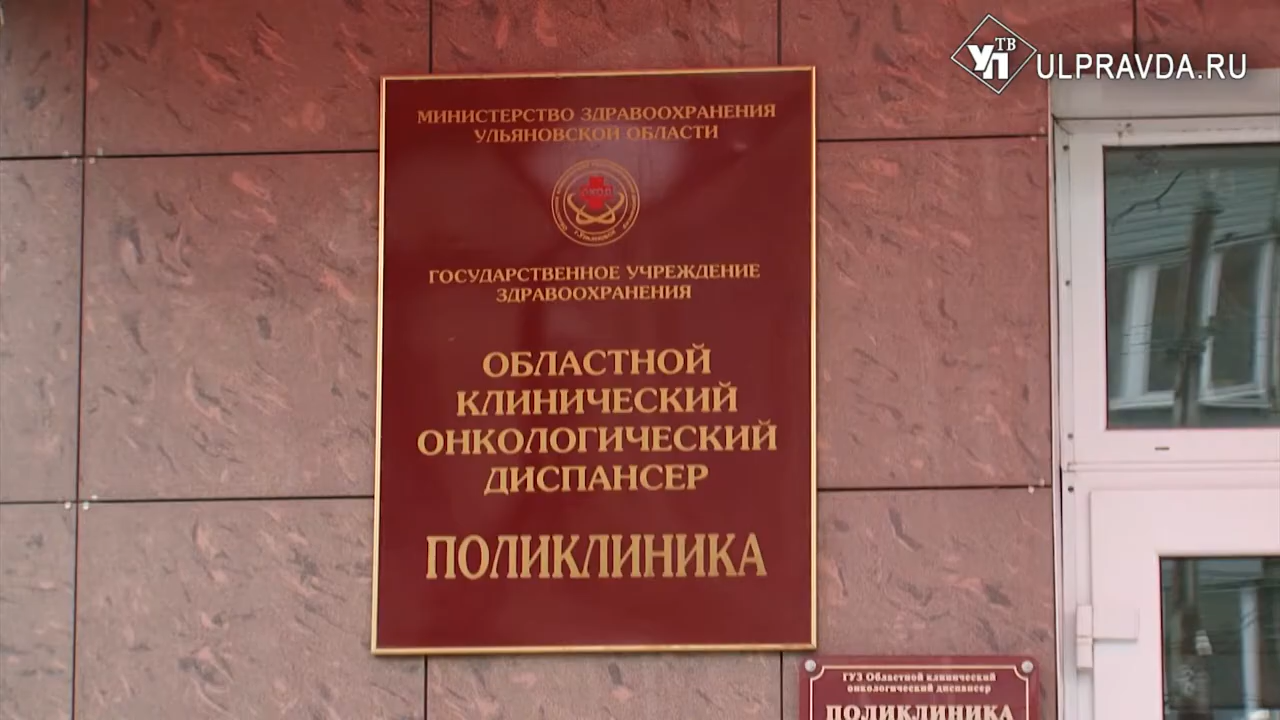 УП ТВ
ULPRAVDA.RU
МИНИСТЕРСТВО ЗДРАВООХРАНЕНИЯ
УЛЬЯНОВСКОЙ ОБЛАСТИ
ГОСУДАРСТВЕННОЕ УЧРЕЖДЕНИЕ
ЗДРАВООХРАНЕНИЯ
ОБЛАСТНОЙ
КЛИНИЧЕСКИЙ
ОНКОЛОГИЧЕСКИЙ
ДИСПАНСЕР
ПОЛИКЛИНИКА
ГУЗ Областной клинический
онкологический диспансер
ПОЛИКЛИНИКА